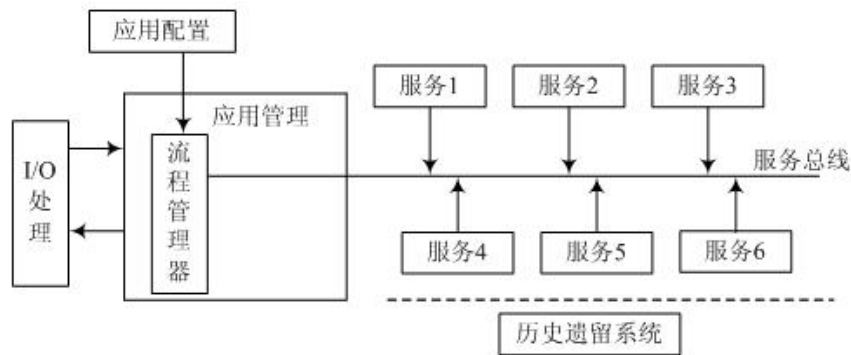 应用配置
应用管理
I/O
处
理
流
程
管
理
器
服务1
服务2
服务3
服务总线
服务4
服务5
服务6
历史遗留系统